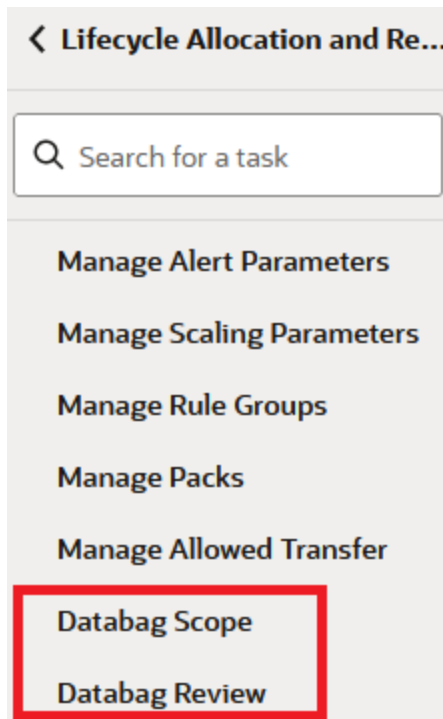 Lifecycle Allocation and Re...
Search for a task
Manage Alert Parameters
Manage Scaling Parameters
Manage Rule Groups
Manage Packs
Manage Allowed Transfer
Databag Scope
Databag Review